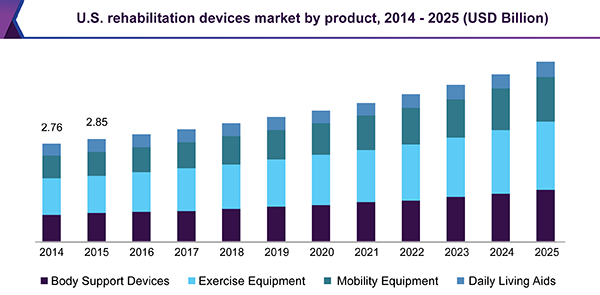 U.S. rehabilitation devices market by product, 2014 - 2025 (USD Billion)
2.76
2.85
2014 2015 2016 2017 2018 2019 2020 2021 2022 2023 2024 2025
Body Support Devices Exercise Equipment Mobility Equipment Daily Living Aids